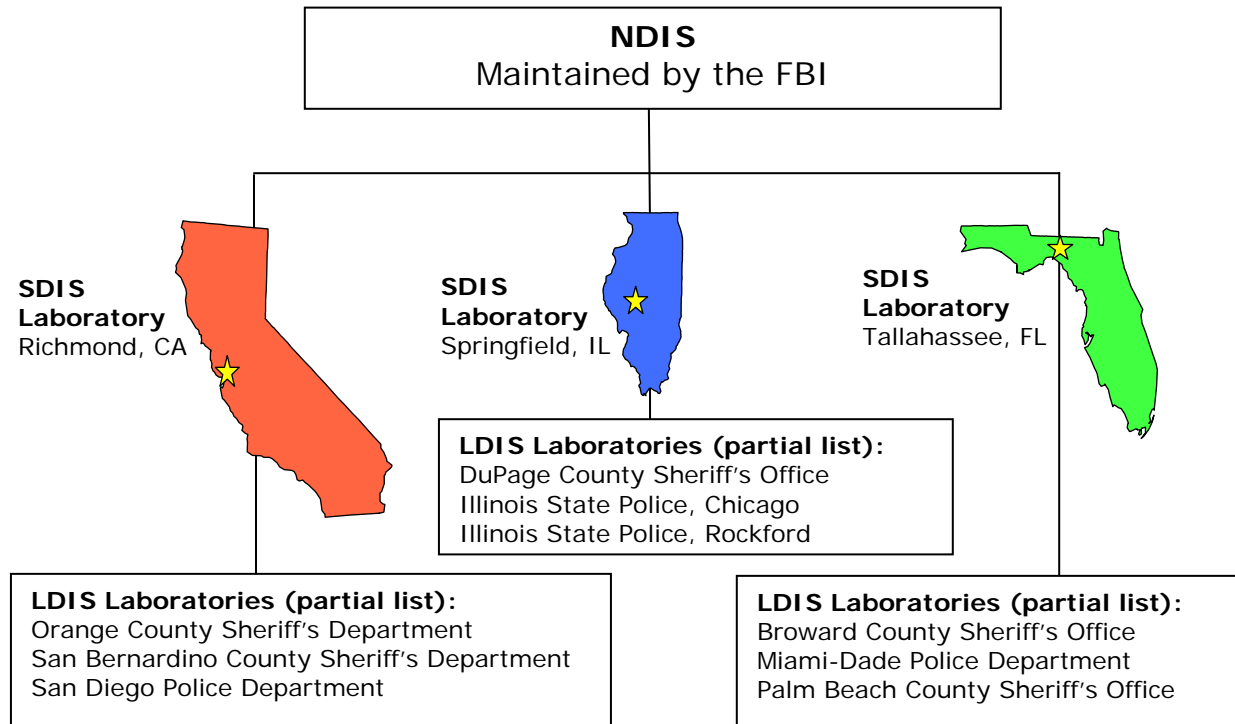 NDIS
Maintained by the FBI
SDIS
Laboratory
Richmond, CA
SDIS
Laboratory
Springfield, IL
SDIS
Laboratory
Tallahassee, FL
LDIS Laboratories (partial list):
DuPage County Sheriff's Office
Illinois State Police, Chicago
Illinois State Police, Rockford
LDIS Laboratories (partial list):
Orange County Sheriff's Department
San Bernardino County Sheriff's Department
San Diego Police Department
LDIS Laboratories (partial list):
Broward County Sheriff's Office
Miami-Dade Police Department
Palm Beach County Sheriff's Office